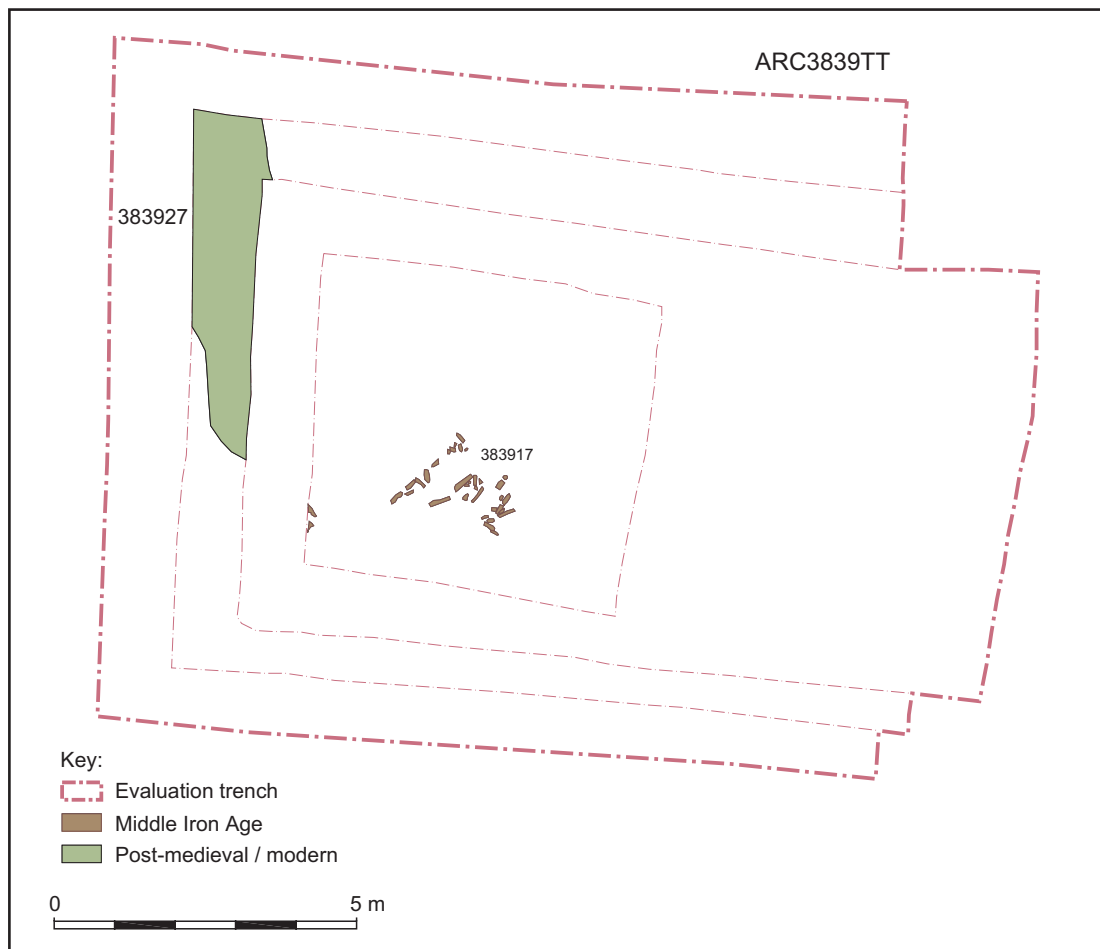 ARC3839TT
383927
383917
Key:
Evaluation trench
Middle Iron Age
Post-medieval / modern
0 5 m